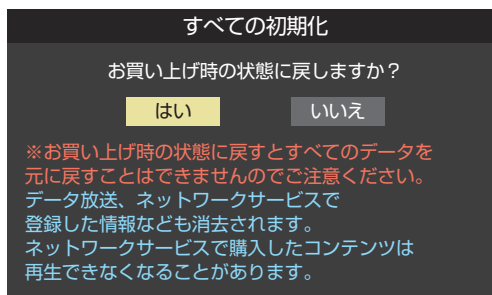 すべての初期化
お買い上げ時の状態に戻しますか？
はい いいえ
※お買い上げ時の状態に戻すとすべてのデータを
元に戻すことはできませんのでご注意ください。
データ放送、ネットワークサービスで
登録した情報なども消去されます。
ネットワークサービスで購入したコンテンツは
再生できなくなることがあります。